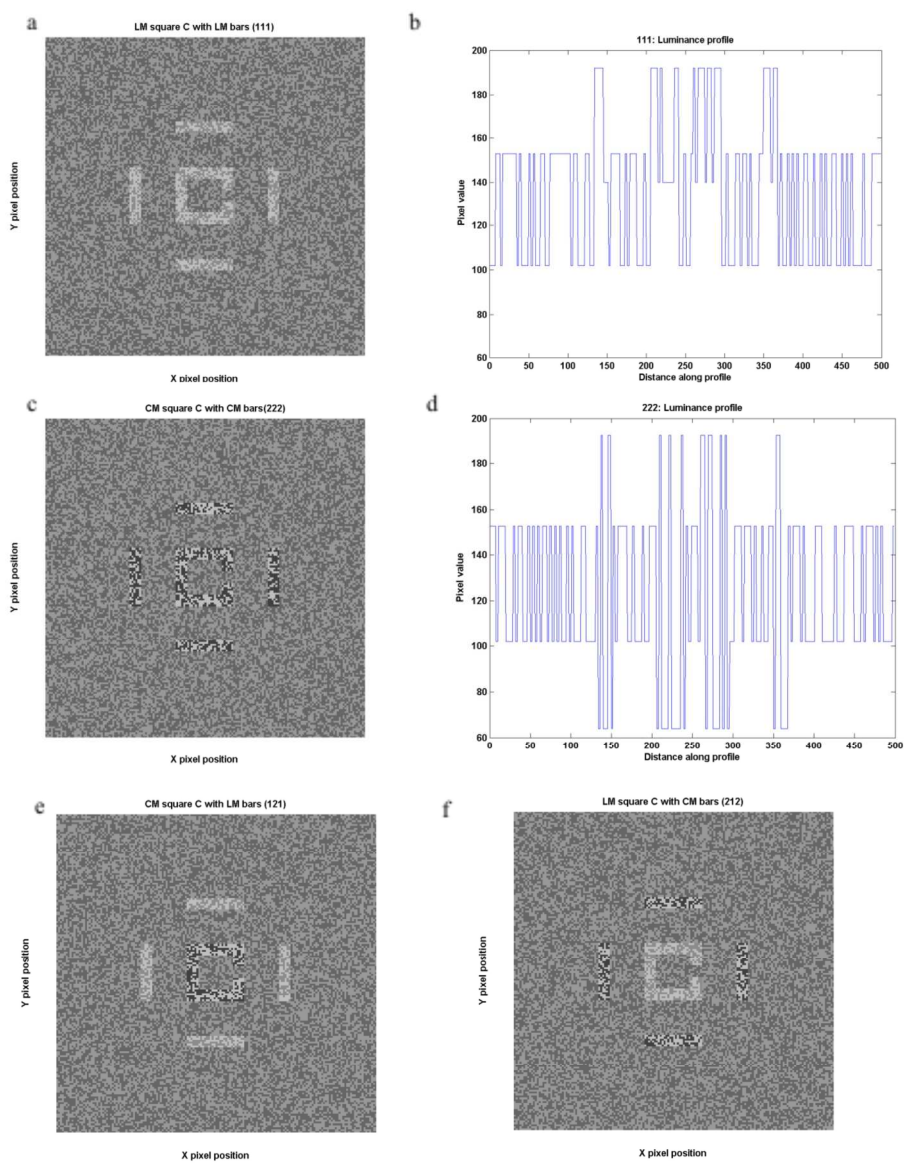 a
LM square C with LM bars (111)
Y pixel position
X pixel position
b
111: Luminance profile
Pixel value
200
180
160
140
120
100
80
60
0 50 100 150 200 250 300 350 400 450 500
Distance along profile
c
CM square C with CM bars(222)
Y pixel position
X pixel position
d
222: Luminance profile
Pixel value
200
180
160
140
120
100
80
60
0 50 100 150 200 250 300 350 400 450 500
Distance along profile
e
CM square C with LM bars (121)
Y pixel position
X pixel position
f
LM square C with CM bars (212)
Y pixel position
X pixel position